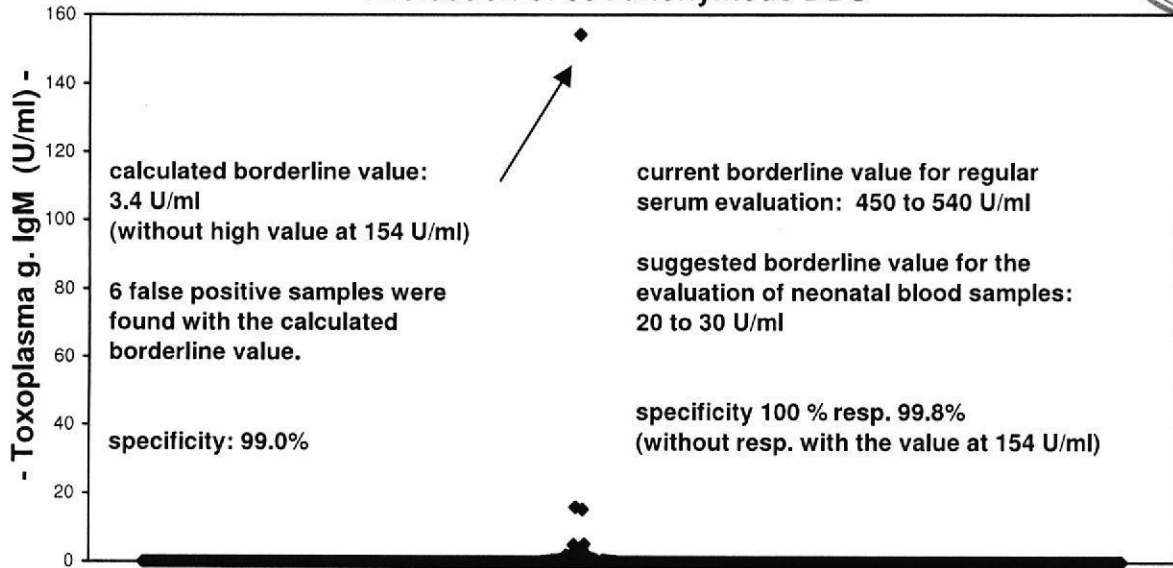 160
140
120
100
80
60
40
20
0
- Toxoplasma g. IgM (U/ml) -
calculated borderline value:
3.4 U/ml
(without high value at 154 U/ml)
6 false positive samples were
found with the calculated
borderline value.
specificity: 99.0%
current borderline value for regular
serum evaluation: 450 to 540 U/ml
suggested borderline value for the
evaluation of neonatal blood samples:
20 to 30 U/ml
specificity 100 % resp. 99.8%
(without resp. with the value at 154 U/ml)